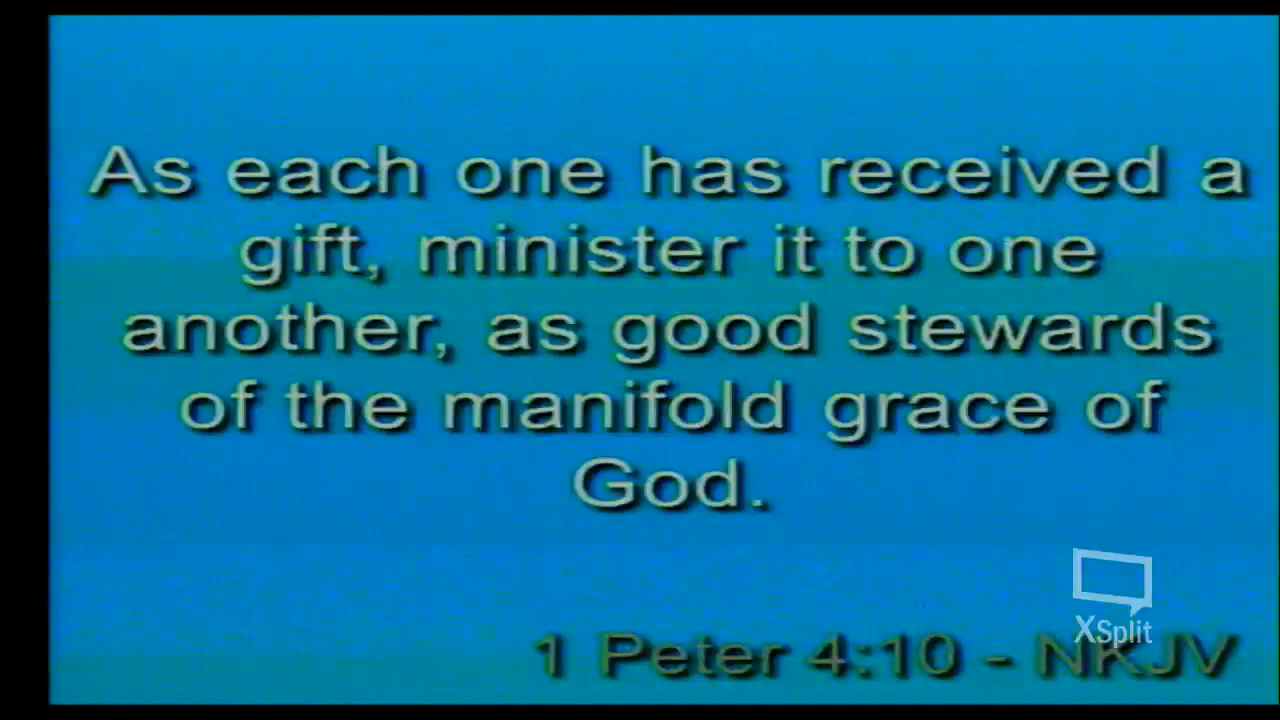 As each one has received a
gift, minister it to one
another, as good stewards
of the manifold grace of
God.
XSplit
1 Peter 4:10 - NKJV